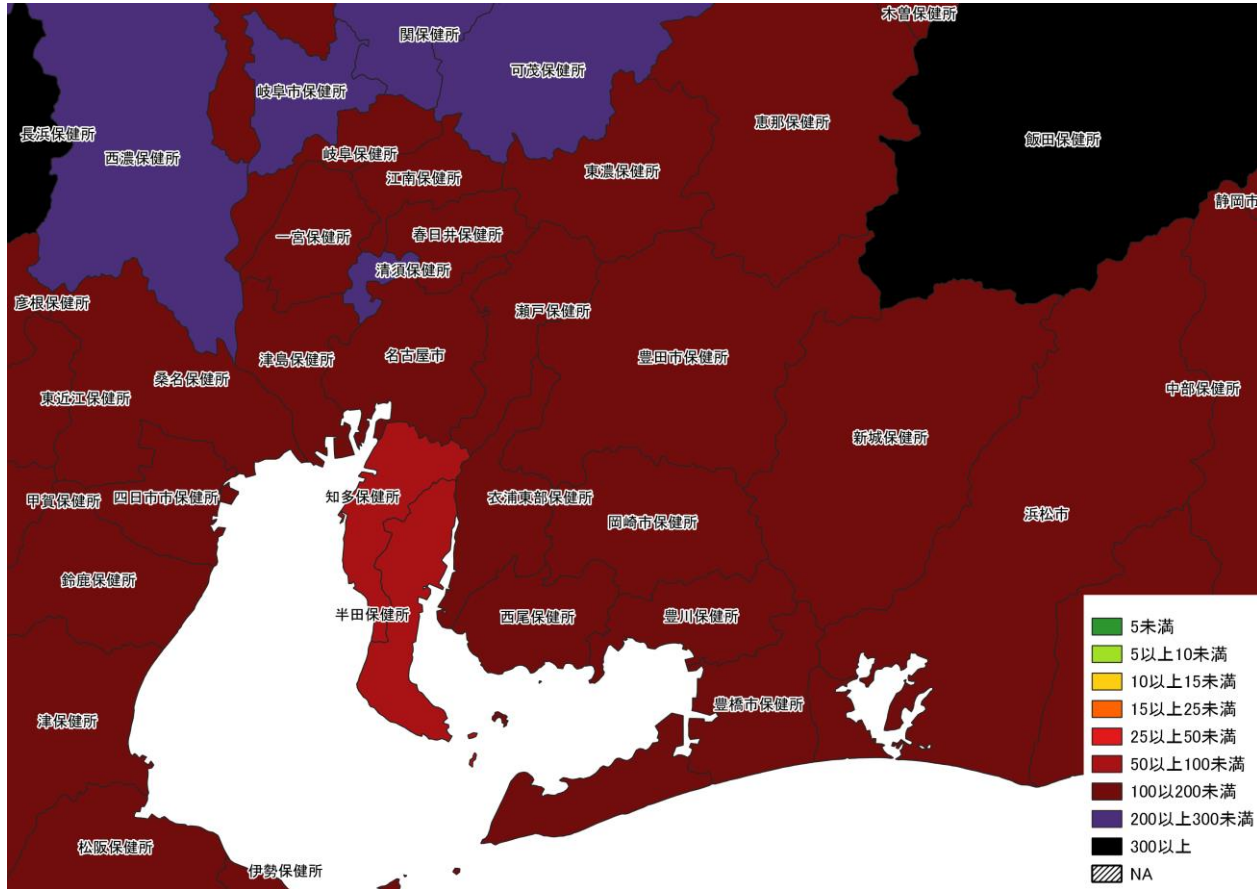 木曽保健所
関保健所
可茂保健所
岐阜市保健所
恵那保健所
長浜保健所
飯田保健所
西濃保健所
岐阜保健所
東濃保健所
江南保健所
静岡市
一宮保健所
春日井保健所
清須保健所
彦根保健所
瀬戸保健所
津島保健所
名古屋市
豊田市保健所
桑名保健所
東近江保健所
中部保健所
新城保健所
甲賀保健所
四日市市保健所
知多保健所
衣浦東部保健所
岡崎市保健所
浜松市
鈴鹿保健所
半田保健所
西尾保健所
豊川保健所
津保健所
豊橋市保健所
松阪保健所
伊勢保健所
5未満
5以上10未満
10以上15未満
15以上25未満
25以上50未満
50以上100未満
100以200未満
200以上300未満
300以上
NA